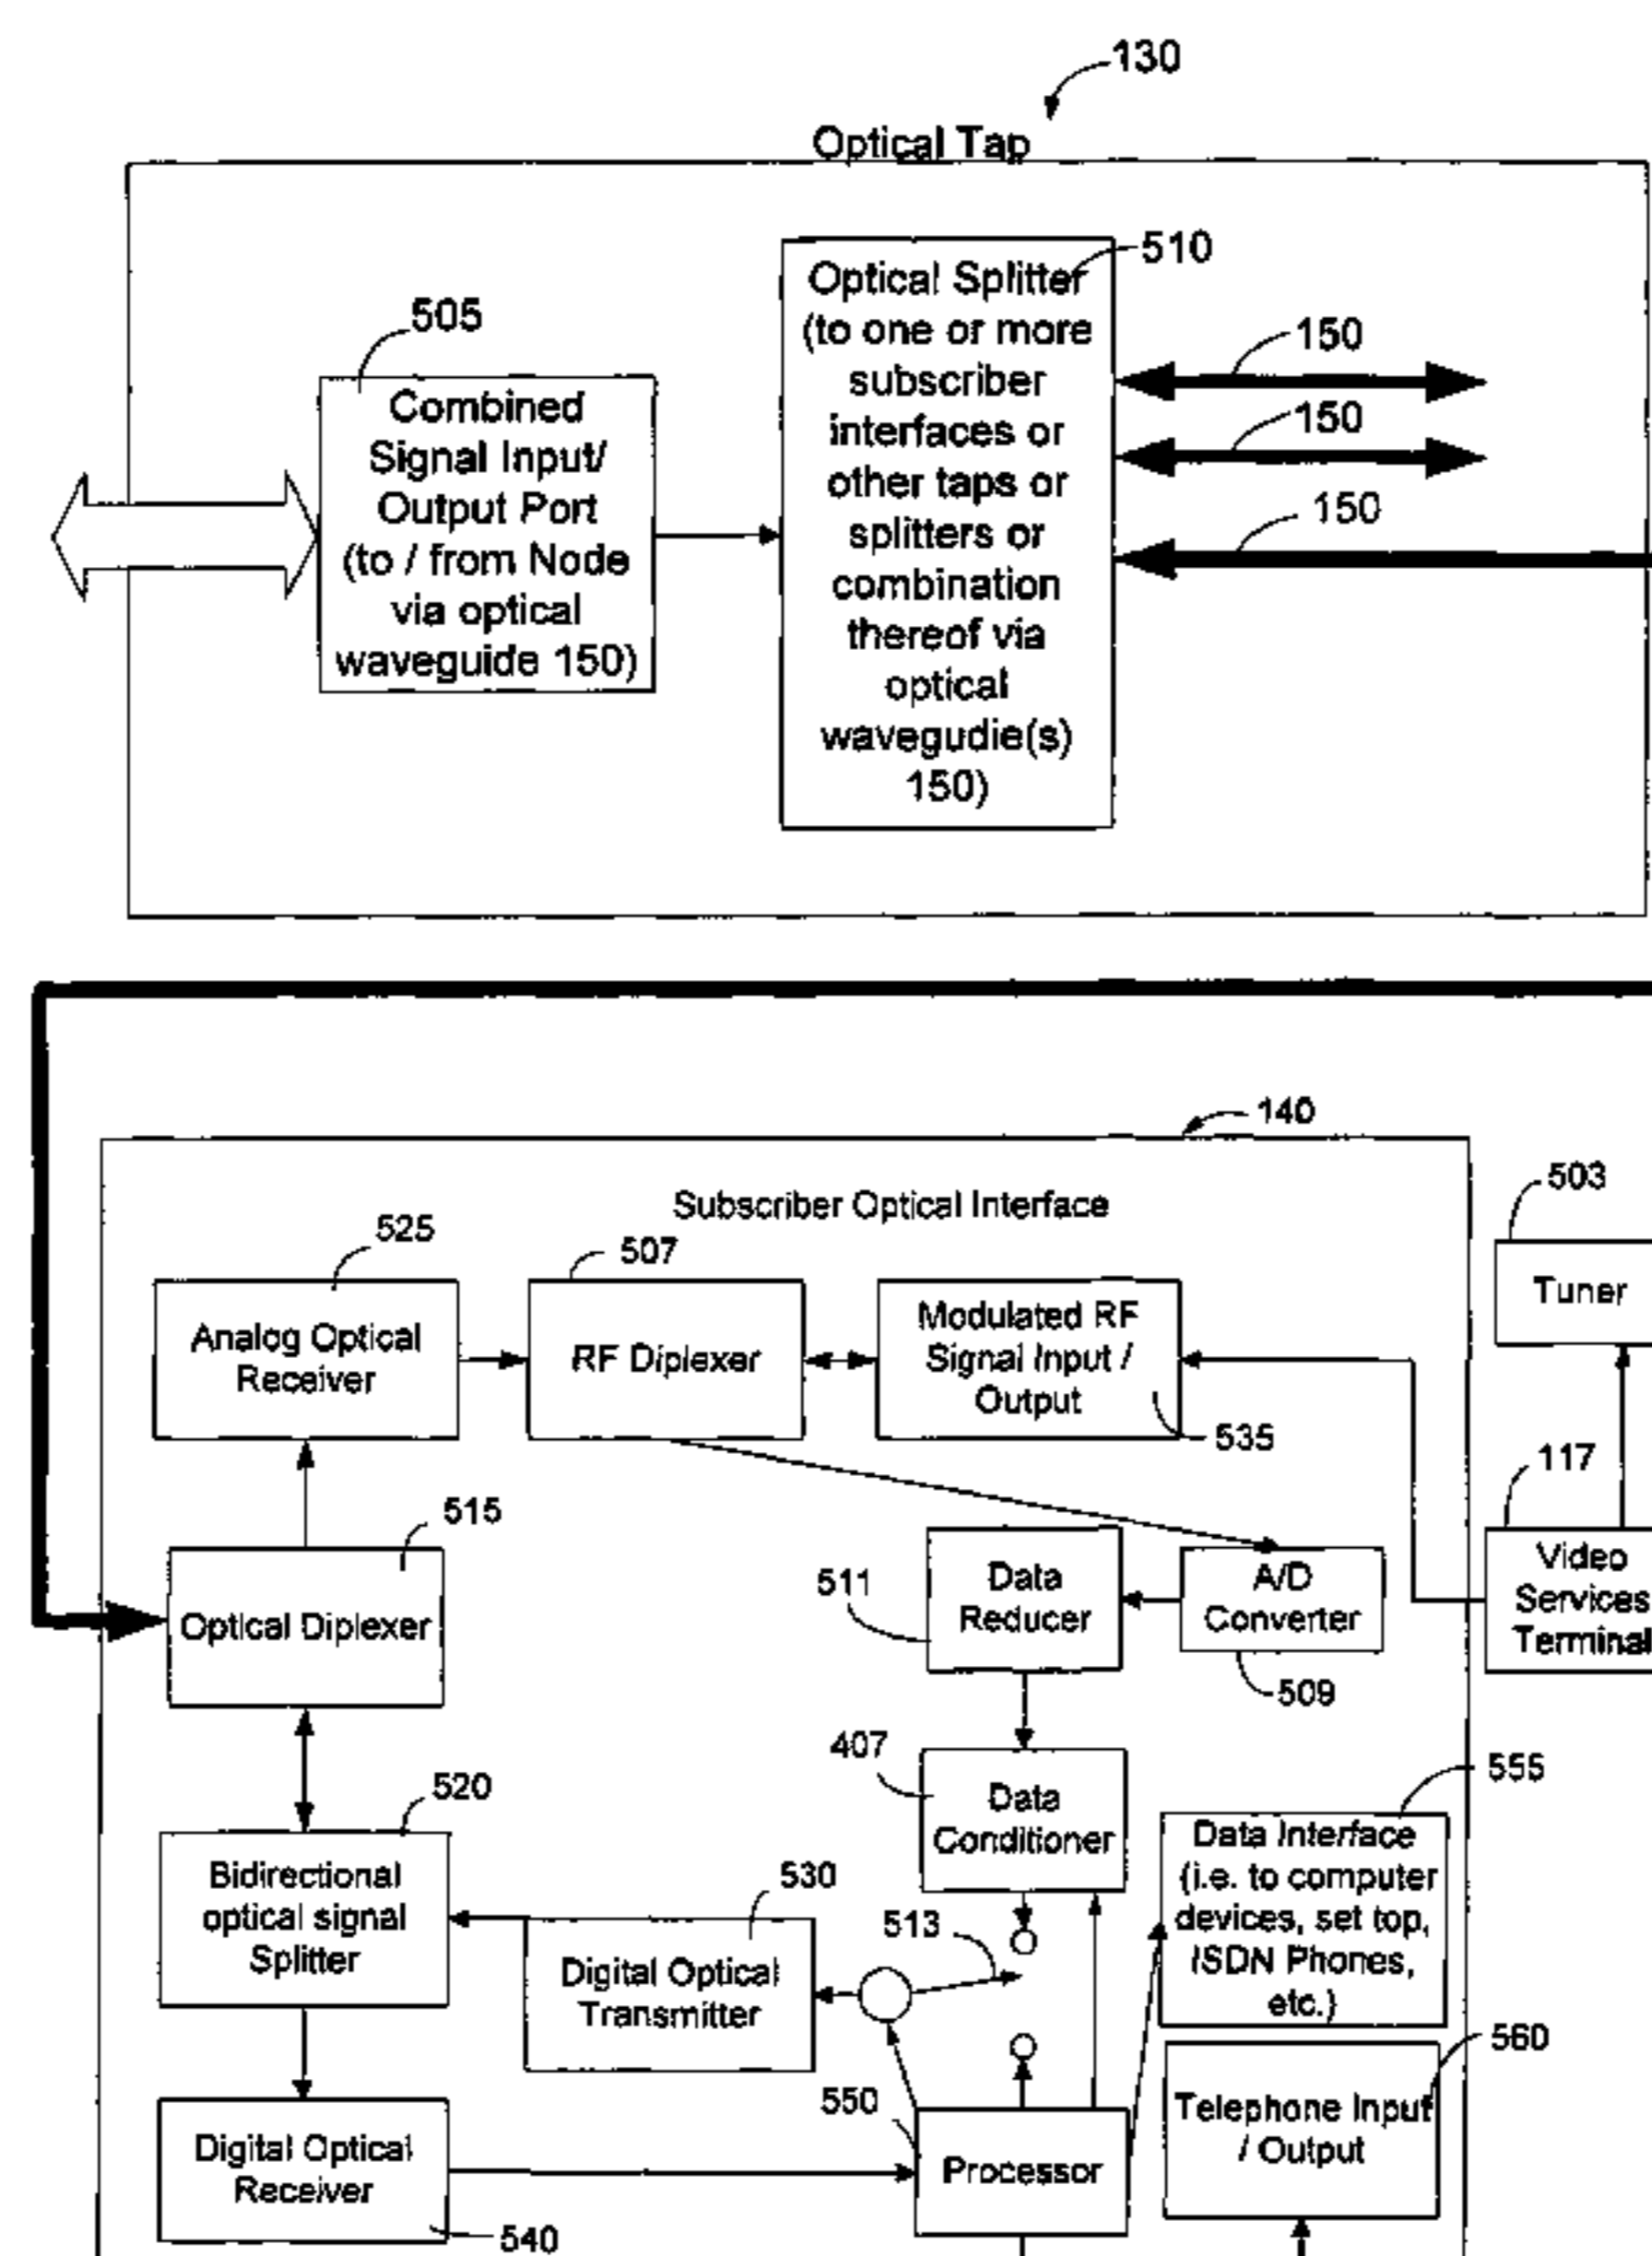 130
Optical Tap
510
Optical Splitter
(to one or more
subscriber
interfaces or
other taps or
splitters or
combination
thereof via
optical
wavegudie(s)
150)
505
Combined
Signal Input/
Output Port
(to / from Node
via optical
waveguide 150)
150
150
150
140
Subscriber Optical Interface
503
Tuner
525
Analog Optical
Receiver
507
RF Diplexer
Modulated RF
Signal Input /
Output
535
117
Video
Services
Terminal
515
Optical Diplexer
511
Data
Reducer
A/D
Converter
509
407
Data
Conditioner
555
Data Interface
(i.e. to computer
devices, set top,
ISDN Phones,
etc.)
520
Bidirectional
optical signal
Splitter
530
Digital Optical
Transmitter
513
560
Telephone Input
/ Output
550
Processor
Digital Optical
Receiver
540